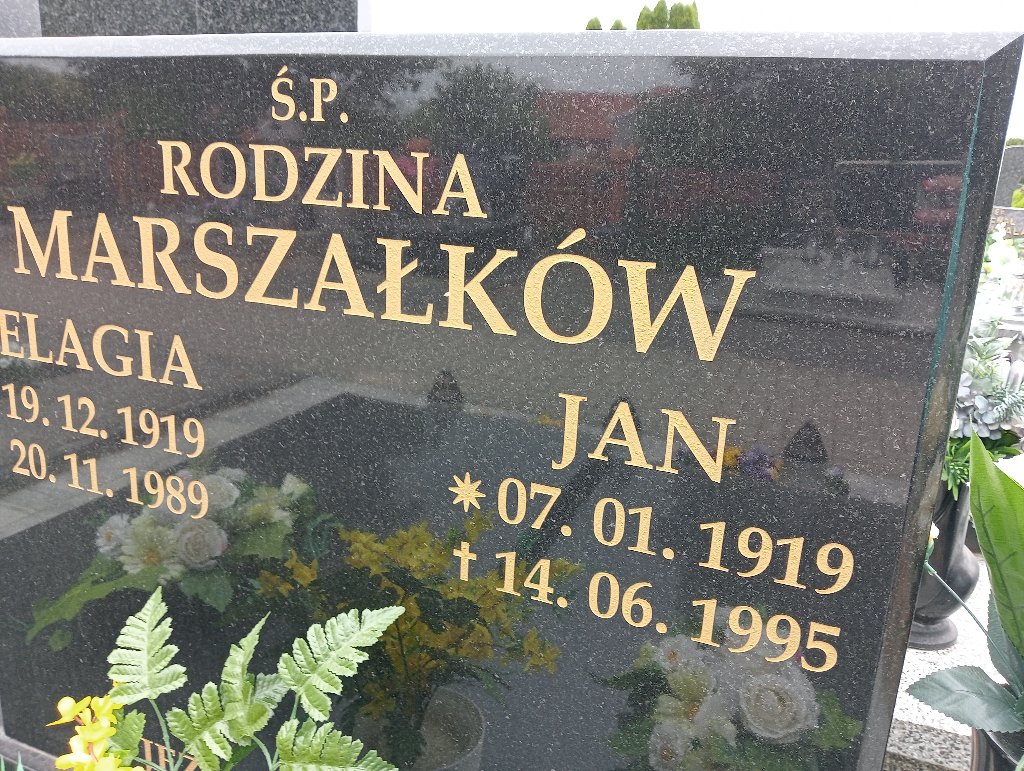 Ś.P.
RODZINA
MARSZAŁKÓW
ELAGIA
19. 12. 1919
20. 11. 1989
JAN
✷ 07. 01. 1919
✝ 14. 06. 1995